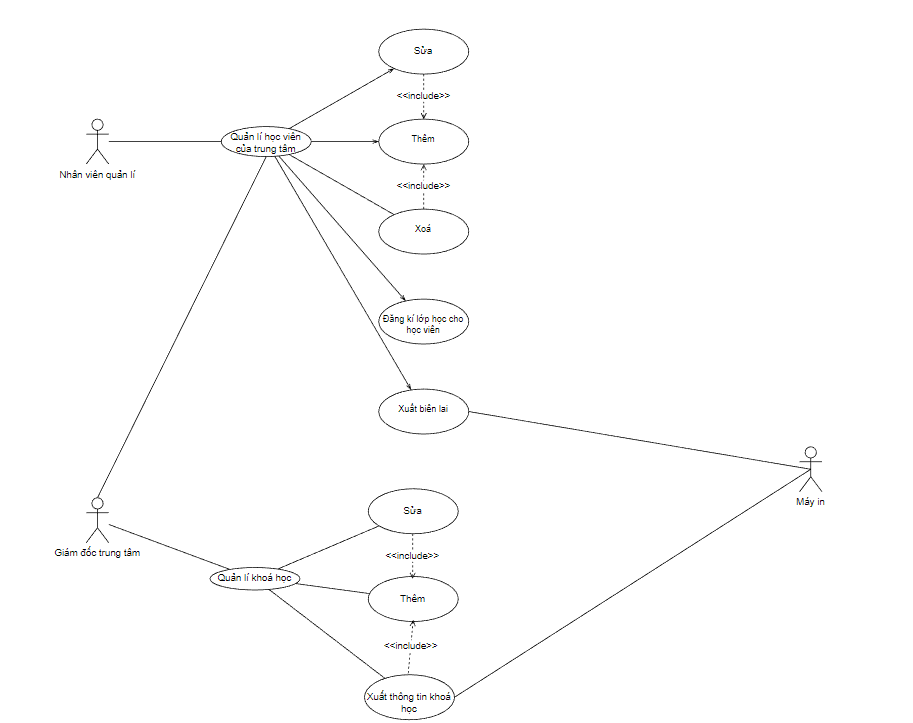 Sửa
<<include>>
Thêm
<<include>>
Xoá
Quản lí học viên
của trung tâm
Nhân viên quản lí
Đăng kí lớp học cho
học viên
Xuất biên lai
Máy in
Giám đốc trung tâm
Quản lí khoá học
Sửa
<<include>>
Thêm
<<include>>
Xuất thông tin khoá
học